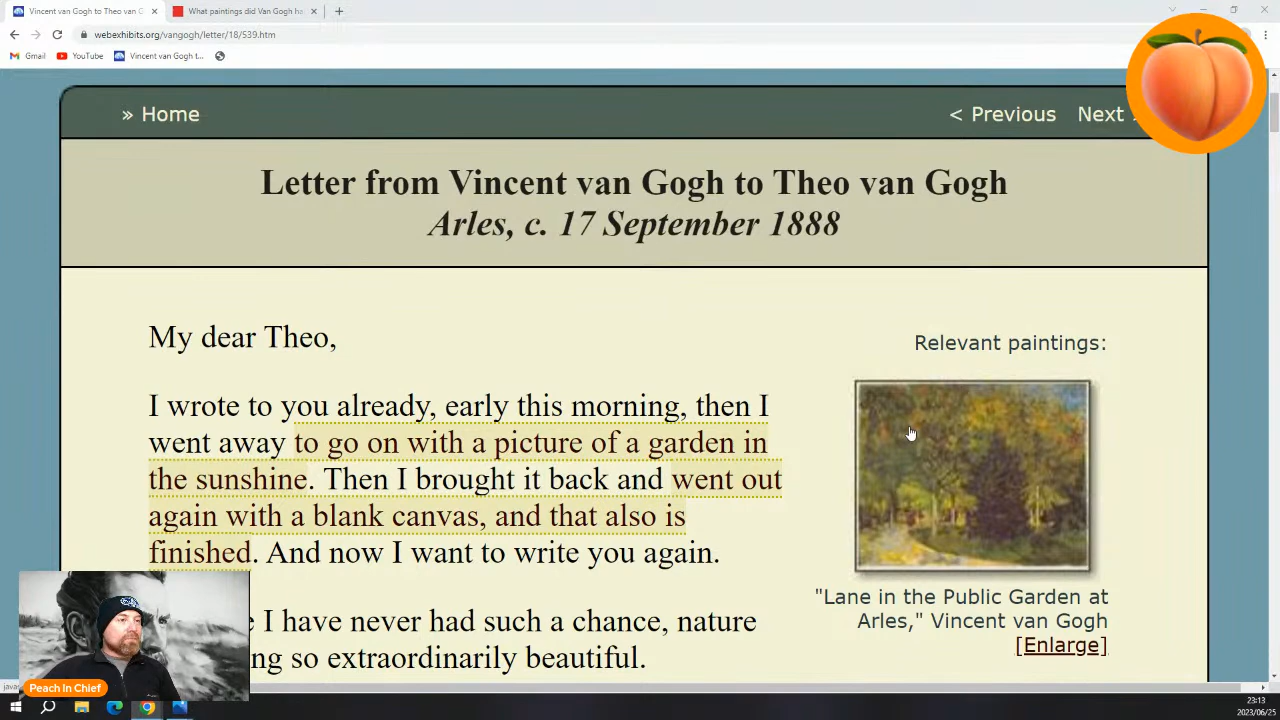 Vincent van Gogh to Theo van G
What paintings did Van Gogh ha
webexhibits.org/vangogh/letter/18/539.htm
Gmail
YouTube
Vincent van Gogh t...
» Home
< Previous
Next
Letter from Vincent van Gogh to Theo van Gogh
Arles, c. 17 September 1888
My dear Theo,
Relevant paintings:
I wrote to you already, early this morning, then I
went away to go on with a picture of a garden in
the sunshine. Then I brought it back and went out
again with a blank canvas, and that also is
finished. And now I want to write you again.
"Lane in the Public Garden at
Arles," Vincent van Gogh
[Enlarge]
I have never had such a chance, nature
so extraordinarily beautiful.
Peach In Chief
23:13
2023/06/25